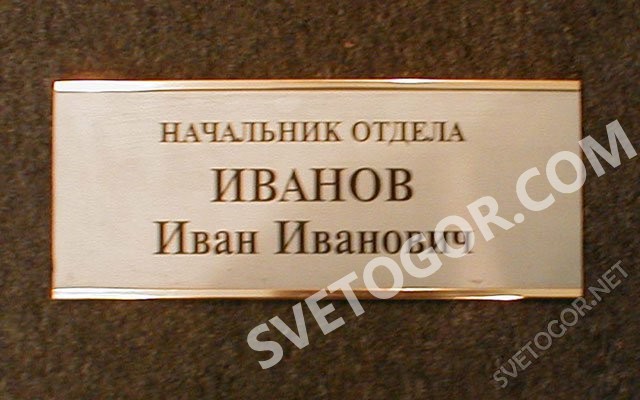 НАЧАЛЬНИК ОТДЕЛА
ИВАНОВ
Иван Иванович
SVETOGOR.COM
SVETOGOR.NET